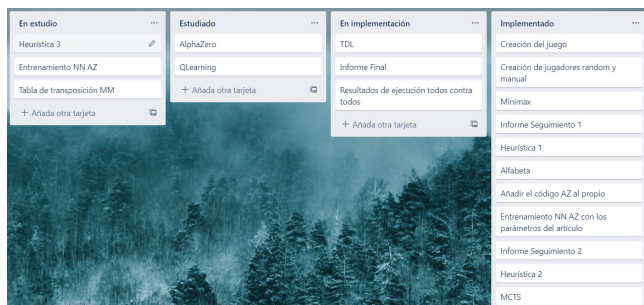 En estudio
Heurística 3
Entrenamiento NN AZ
Tabla de transposición MM
+ Añada otra tarjeta
Estudiado
AlphaZero
QLearning
+ Añada otra tarjeta
En implementación
TDL
Informe Final
Resultados de ejecución todos contra
todos
+ Añada otra tarjeta
Implementado
Creación del juego
Creación de jugadores random y
manual
Minimax
Informe Seguimiento 1
Heurística 1
Alfabeta
Añadir el código AZ al propio
Entrenamiento NN AZ con los
parámetros del artículo
Informe Seguimiento 2
Heurística 2
MCTS